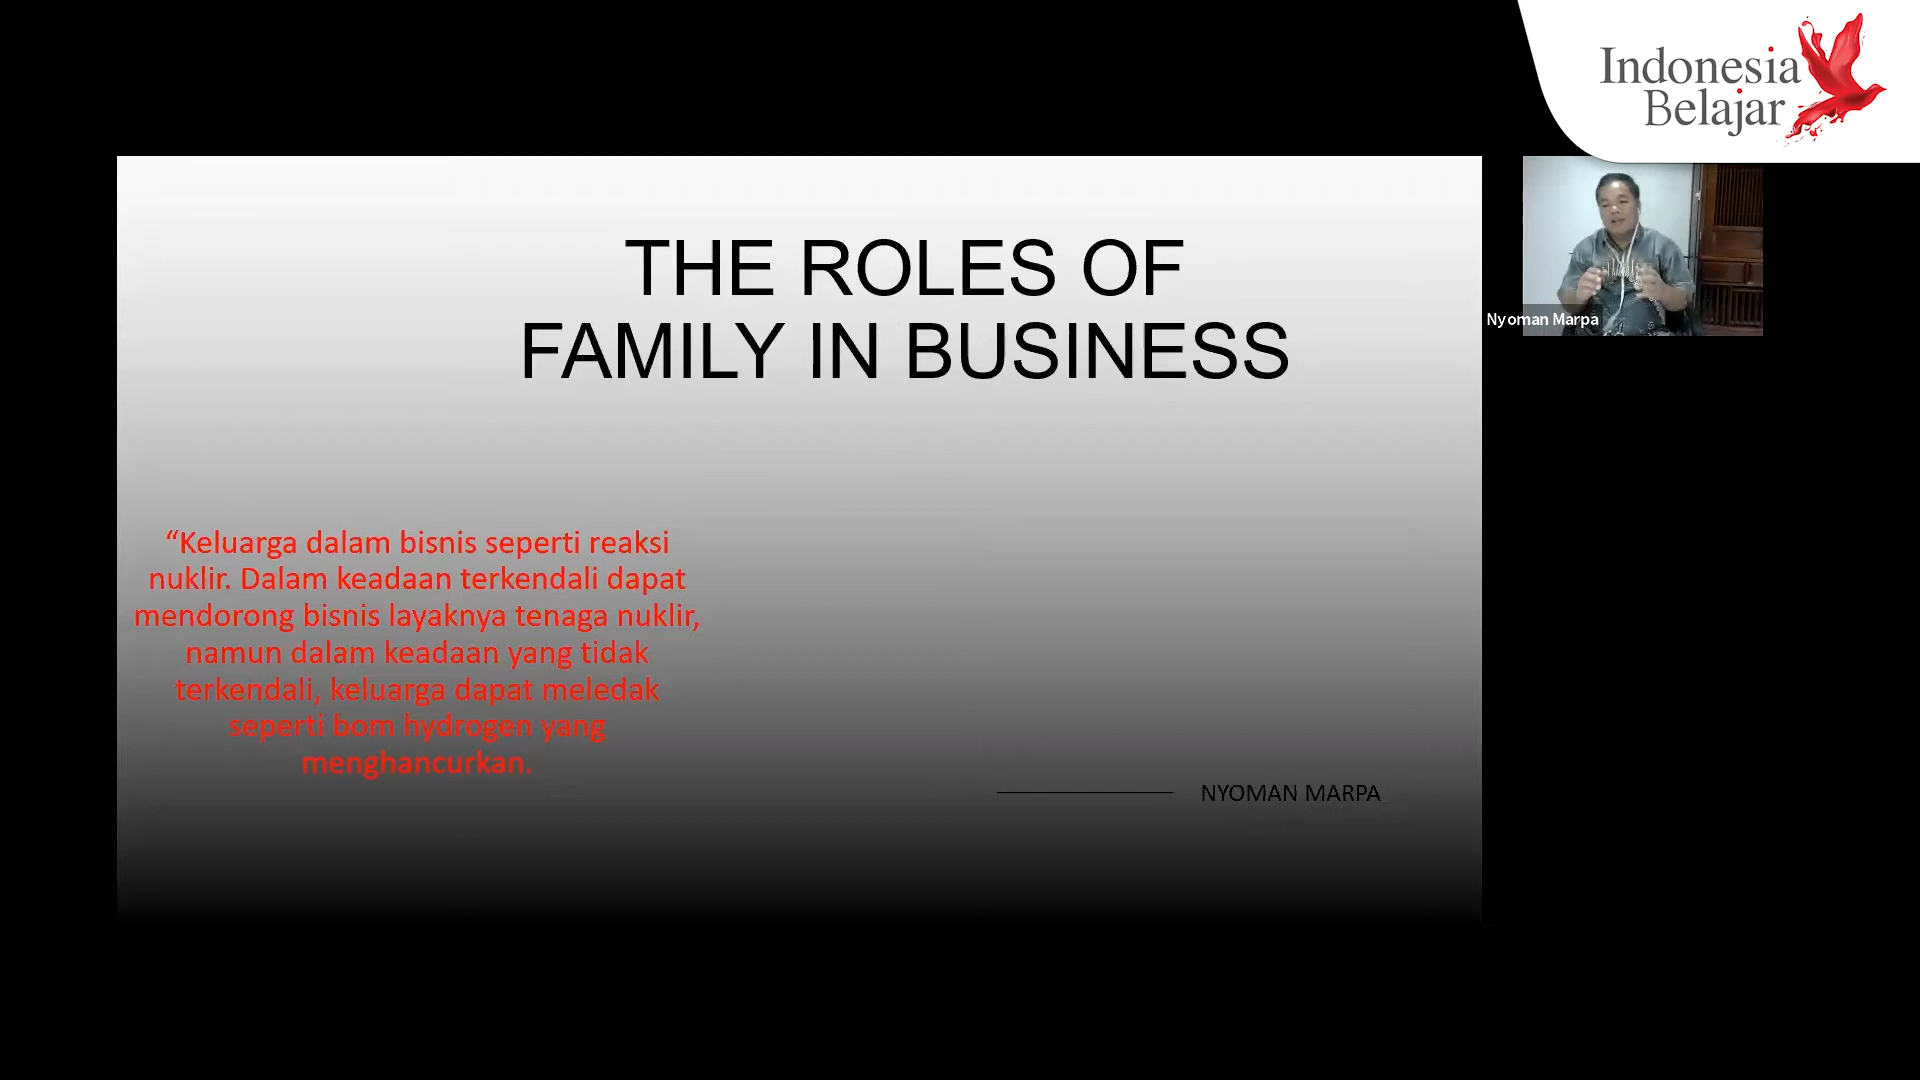 Indonesia
Belajar
THE ROLES OF
FAMILY IN BUSINESS
Nyoman Marpa
“Keluarga dalam bisnis seperti reaksi
nuklir. Dalam keadaan terkendali dapat
mendorong bisnis layaknya tenaga nuklir,
namun dalam keadaan yang tidak
terkendali, keluarga dapat meledak
seperti bom hydrogen yang
menghancurkan.
NYOMAN MARPA